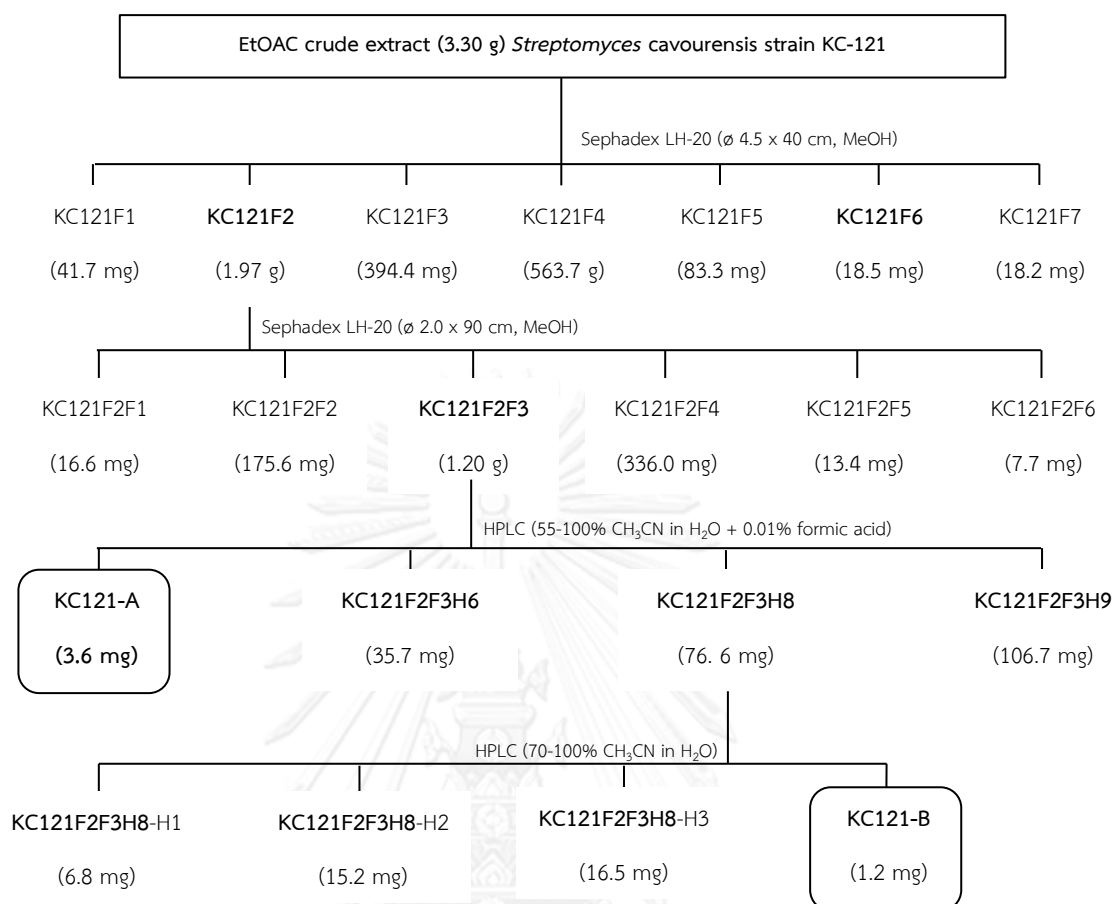 EtOAC crude extract (3.30 g) Streptomyces cavourensis strain KC-121
Sephadex LH-20 (ø 4.5 x 40 cm, MeOH)
KC121F1 KC121F2 KC121F3 KC121F4 KC121F5 KC121F6 KC121F7
(41.7 mg) (1.97 g) (394.4 mg) (563.7 g) (83.3 mg) (18.5 mg) (18.2 mg)
Sephadex LH-20 (ø 2.0 x 90 cm, MeOH)
KC121F2F1 KC121F2F2 KC121F2F3 KC121F2F4 KC121F2F5 KC121F2F6
(16.6 mg) (175.6 mg) (1.20 g) (336.0 mg) (13.4 mg) (7.7 mg)
HPLC (55-100% CH₃CN in H₂O + 0.01% formic acid)
KC121-A KC121F2F3H6 KC121F2F3H8 KC121F2F3H9
(3.6 mg) (35.7 mg) (76. 6 mg) (106.7 mg)
HPLC (70-100% CH₃CN in H₂O)
KC121F2F3H8-H1 KC121F2F3H8-H2 KC121F2F3H8-H3 KC121-B
(6.8 mg) (15.2 mg) (16.5 mg) (1.2 mg)